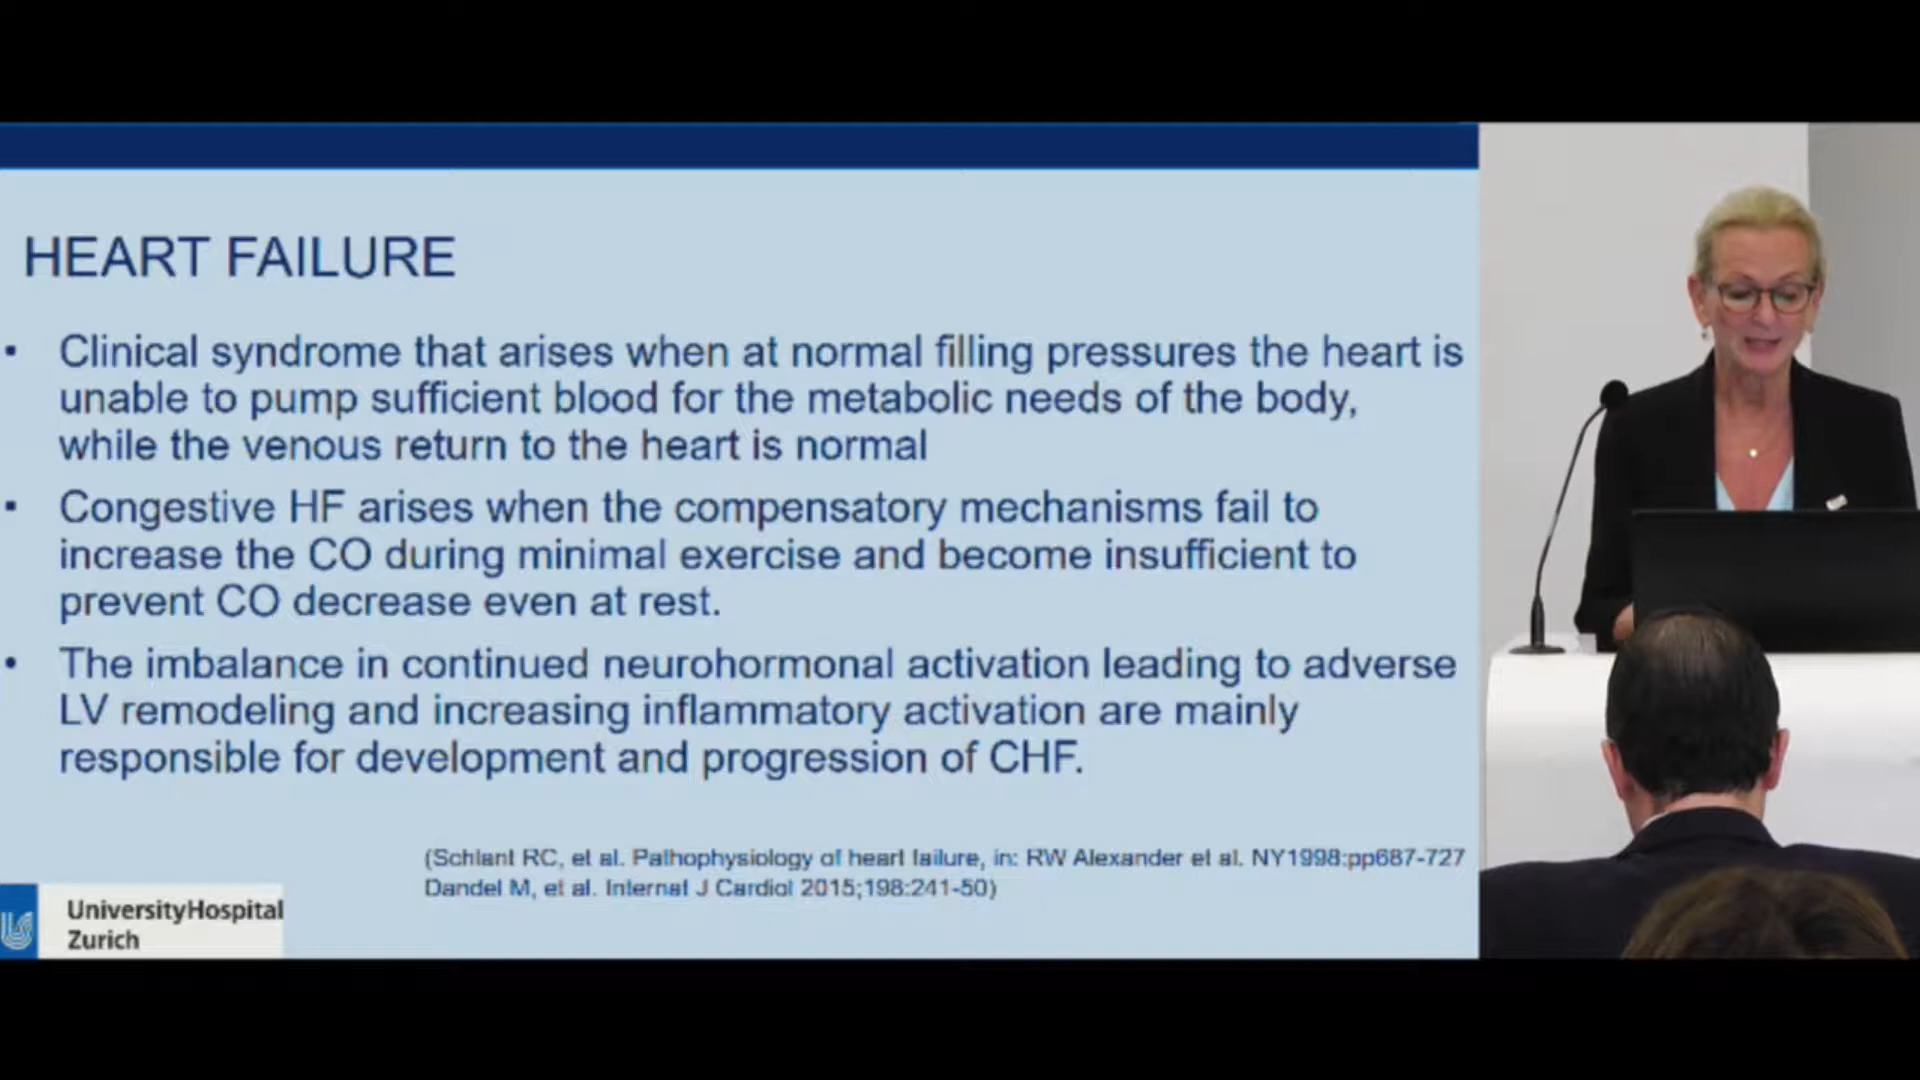 HEART FAILURE
• Clinical syndrome that arises when at normal filling pressures the heart is
unable to pump sufficient blood for the metabolic needs of the body,
while the venous return to the heart is normal
• Congestive HF arises when the compensatory mechanisms fail to
increase the CO during minimal exercise and become insufficient to
prevent CO decrease even at rest.
• The imbalance in continued neurohormonal activation leading to adverse
LV remodeling and increasing inflammatory activation are mainly
responsible for development and progression of CHF.
(Schlant RC, et al. Pathophysiology of heart failure, in: RW Alexander et al. NY1998:pp687-727
Dandel M, et al. Internat J Cardiol 2015;198:241-50)
UniversityHospital
Zurich